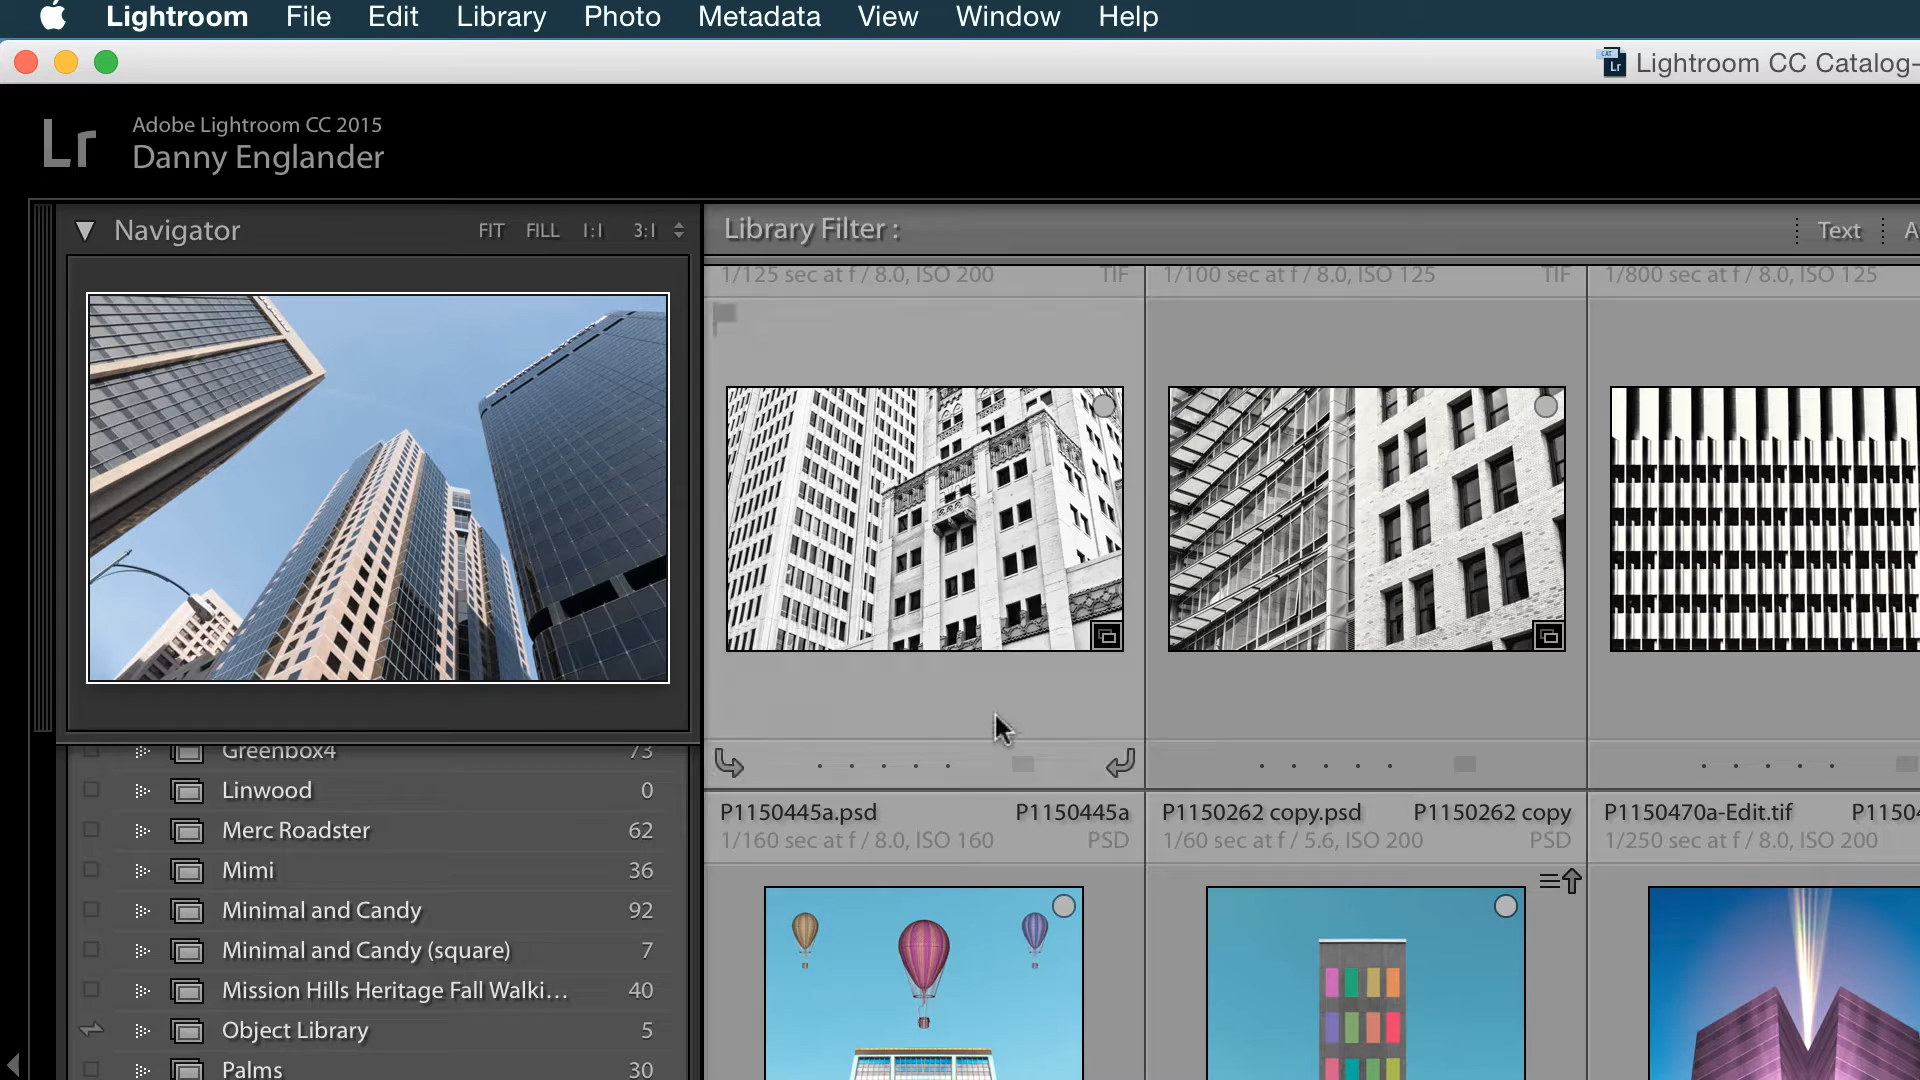 Lightroom File Edit Library Photo Metadata View Window Help
Lightroom CC Catalog-
Lr Adobe Lightroom CC 2015
Danny Englander
Navigator FIT FILL 1:1 3:1
Library Filter : Text
1/125 sec at f / 8.0, ISO 200 TIF
1/100 sec at f / 8.0, ISO 125 TIF
1/800 sec at f / 8.0, ISO 125
Greenbox4 73
Linwood 0
Merc Roadster 62
Mimi 36
Minimal and Candy 92
Minimal and Candy (square) 7
Mission Hills Heritage Fall Walki... 40
Object Library 5
Palms 30
P1150445a.psd P1150445a
1/160 sec at f / 8.0, ISO 160 PSD
P1150262 copy.psd P1150262 copy
1/60 sec at f / 5.6, ISO 200 PSD
P1150470a-Edit.tif
1/250 sec at f / 8.0, ISO 200